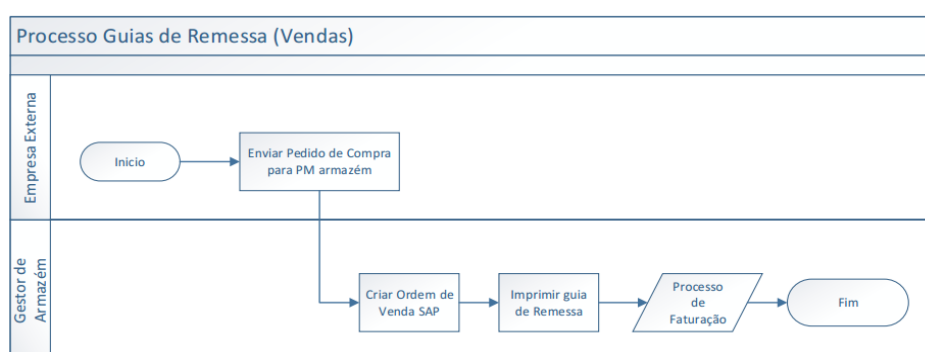 Processo Guias de Remessa (Vendas)
Empresa Externa
Inicio
Enviar Pedido de Compra
para PM armazém
Gestor de
Armazém
Criar Ordem de
Venda SAP
Imprimir guia
de Remessa
Processo
de
Faturação
Fim